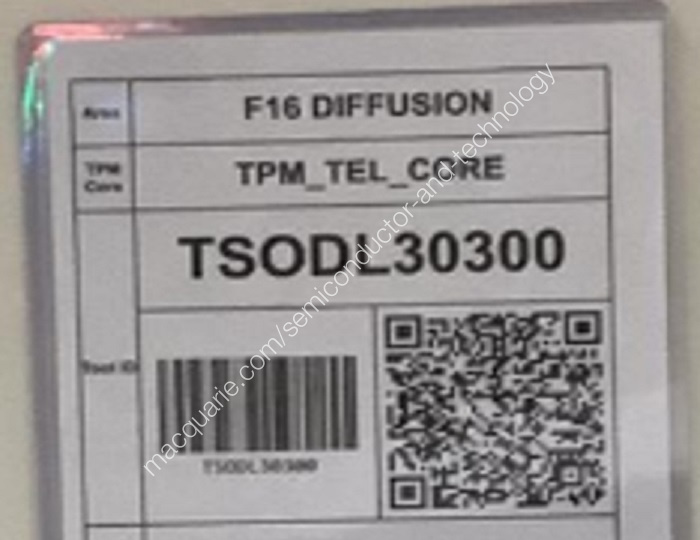 Area
F16 DIFFUSION
TPM
Core
TPM_TEL_CORE
TSODL30300
Tool ID
TSODL30300
macquarie.com/semiconductor-and-technology